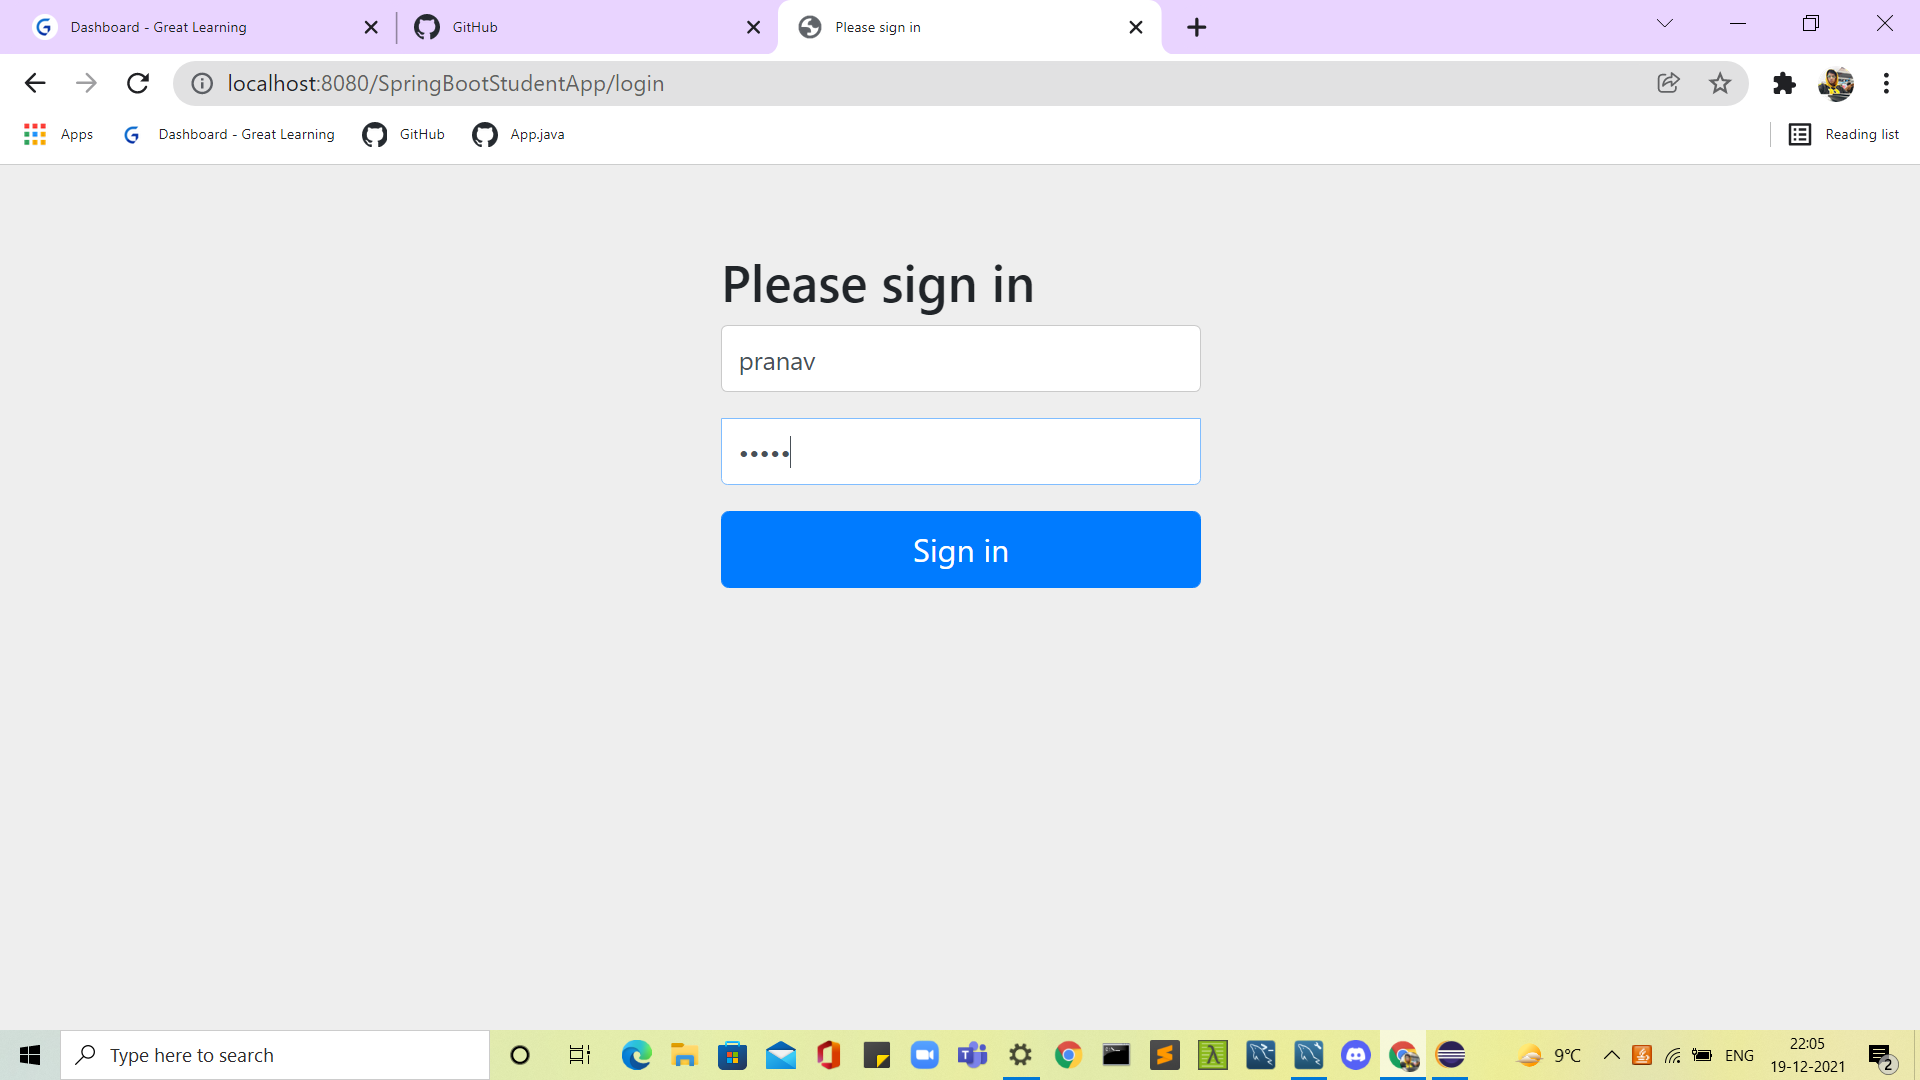 Dashboard - Great Learning
GitHub
Please sign in
localhost:8080/SpringBootStudentApp/login
Apps
Dashboard - Great Learning
GitHub
App.java
Reading list
Please sign in
pranav
•••••
Sign in
Type here to search
9°C
ENG
22:05
19-12-2021
2